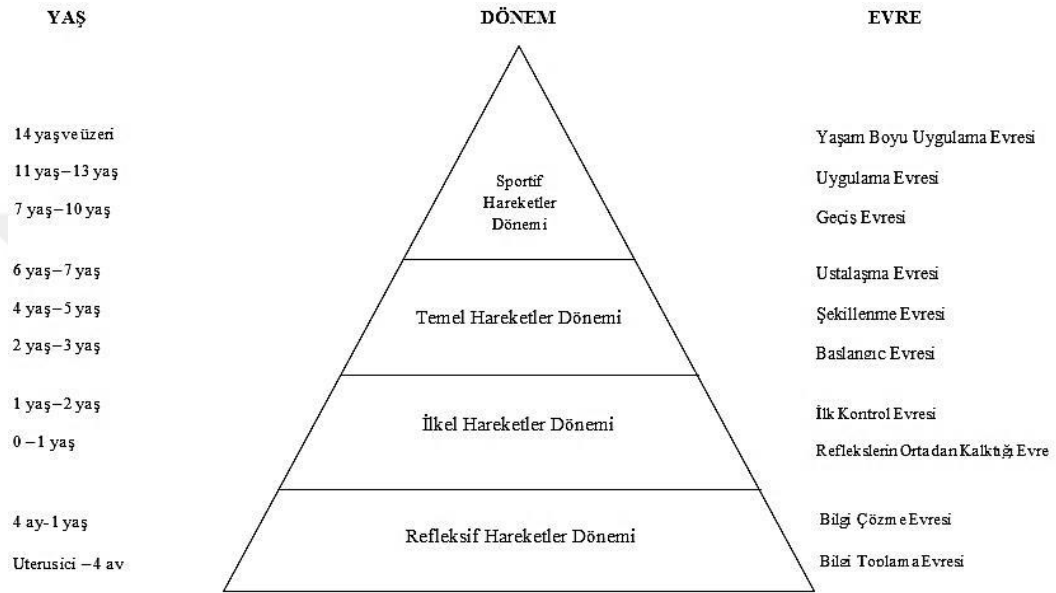 YAŞ DÖNEM EVRE
14 yaş ve üzeri Yaşam Boyu Uygulama Evresi
11 yaş–13 yaş Uygulama Evresi
Sportif
Hareketler
Dönemi
7 yaş–10 yaş Geçiş Evresi
6 yaş–7 yaş Ustalaşma Evresi
4 yaş–5 yaş Temel Hareketler Dönemi Şekillenme Evresi
2 yaş–3 yaş Baslangıc Evresi
1 yaş–2 yaş İlkel Hareketler Dönemi İlk Kontrol Evresi
0 –1 yaş Reflekslerin Ortadan Kalktığı Evre
4 ay-1 yaş Refleksif Hareketler Dönemi Bilgi Çözme Evresi
Uterusici –4 av Bilgi Toplama Evresi